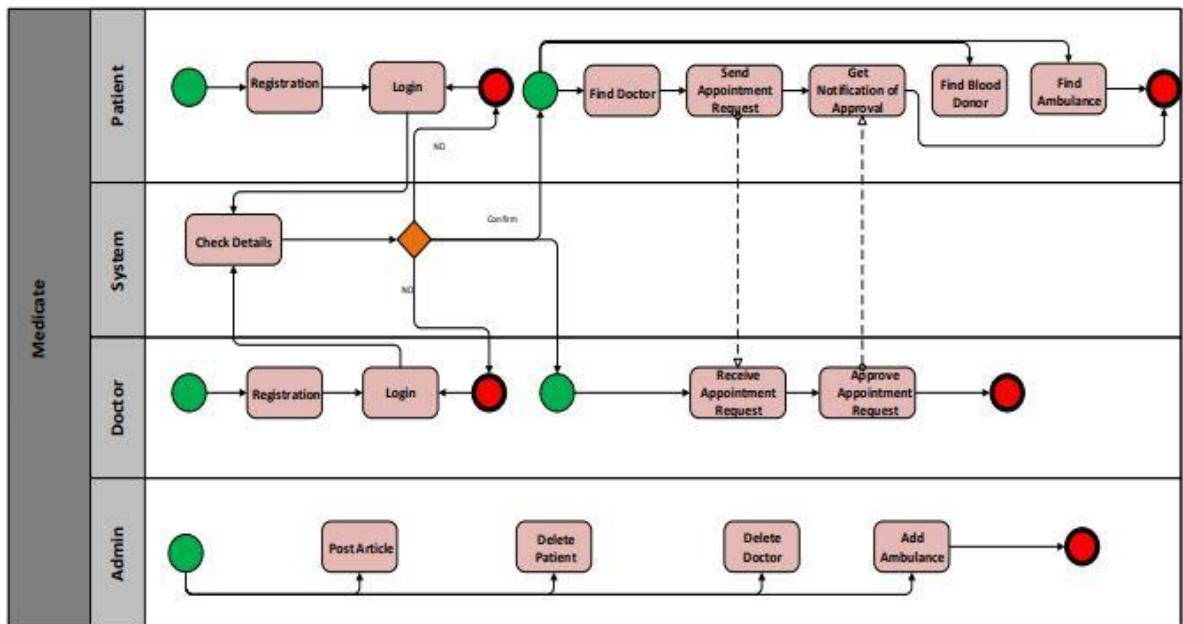 Medicate
Patient
Registration
Login
NO
Find Doctor
Send
Appointment
Request
Get
Notification of
Approval
Find Blood
Donor
Find
Ambulance
System
Check Details
Confirm
NO
Doctor
Registration
Login
Receive
Appointment
Request
Approve
Appointment
Request
Admin
Post Article
Delete
Patient
Delete
Doctor
Add
Ambulance